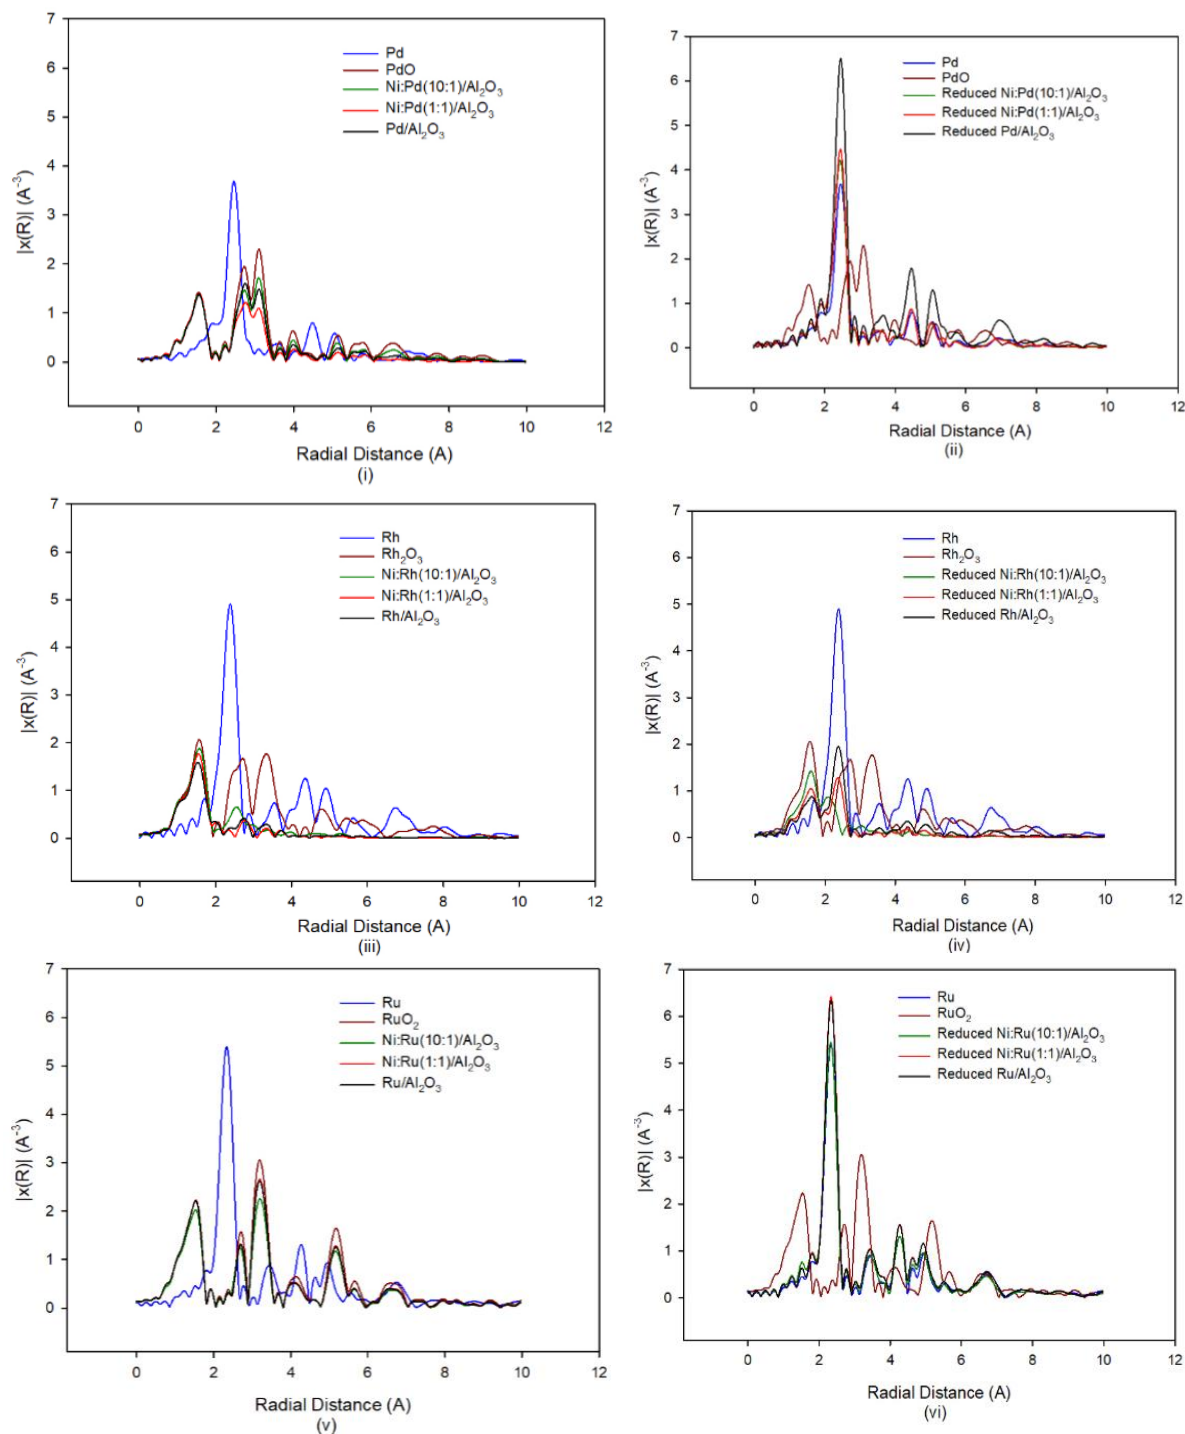 7
6
5
4
3
2
1
0
|x(R)| (A⁻³)
Pd
PdO
Ni:Pd(10:1)/Al₂O₃
Ni:Pd(1:1)/Al₂O₃
Pd/Al₂O₃
0 2 4 6 8 10 12
Radial Distance (A)
(i)
7
6
5
4
3
2
1
0
|x(R)| (A⁻³)
Pd
PdO
Reduced Ni:Pd(10:1)/Al₂O₃
Reduced Ni:Pd(1:1)/Al₂O₃
Reduced Pd/Al₂O₃
0 2 4 6 8 10 12
Radial Distance (A)
(ii)
7
6
5
4
3
2
1
0
|x(R)| (A⁻³)
Rh
Rh₂O₃
Ni:Rh(10:1)/Al₂O₃
Ni:Rh(1:1)/Al₂O₃
Rh/Al₂O₃
0 2 4 6 8 10 12
Radial Distance (A)
(iii)
7
6
5
4
3
2
1
0
|x(R)| (A⁻³)
Rh
Rh₂O₃
Reduced Ni:Rh(10:1)/Al₂O₃
Reduced Ni:Rh(1:1)/Al₂O₃
Reduced Rh/Al₂O₃
0 2 4 6 8 10 12
Radial Distance (A)
(iv)
7
6
5
4
3
2
1
0
|x(R)| (A⁻³)
Ru
RuO₂
Ni:Ru(10:1)/Al₂O₃
Ni:Ru(1:1)/Al₂O₃
Ru/Al₂O₃
0 2 4 6 8 10 12
Radial Distance (A)
(v)
7
6
5
4
3
2
1
0
|x(R)| (A⁻³)
Ru
RuO₂
Reduced Ni:Ru(10:1)/Al₂O₃
Reduced Ni:Ru(1:1)/Al₂O₃
Reduced Ru/Al₂O₃
0 2 4 6 8 10 12
Radial Distance (A)
(vi)